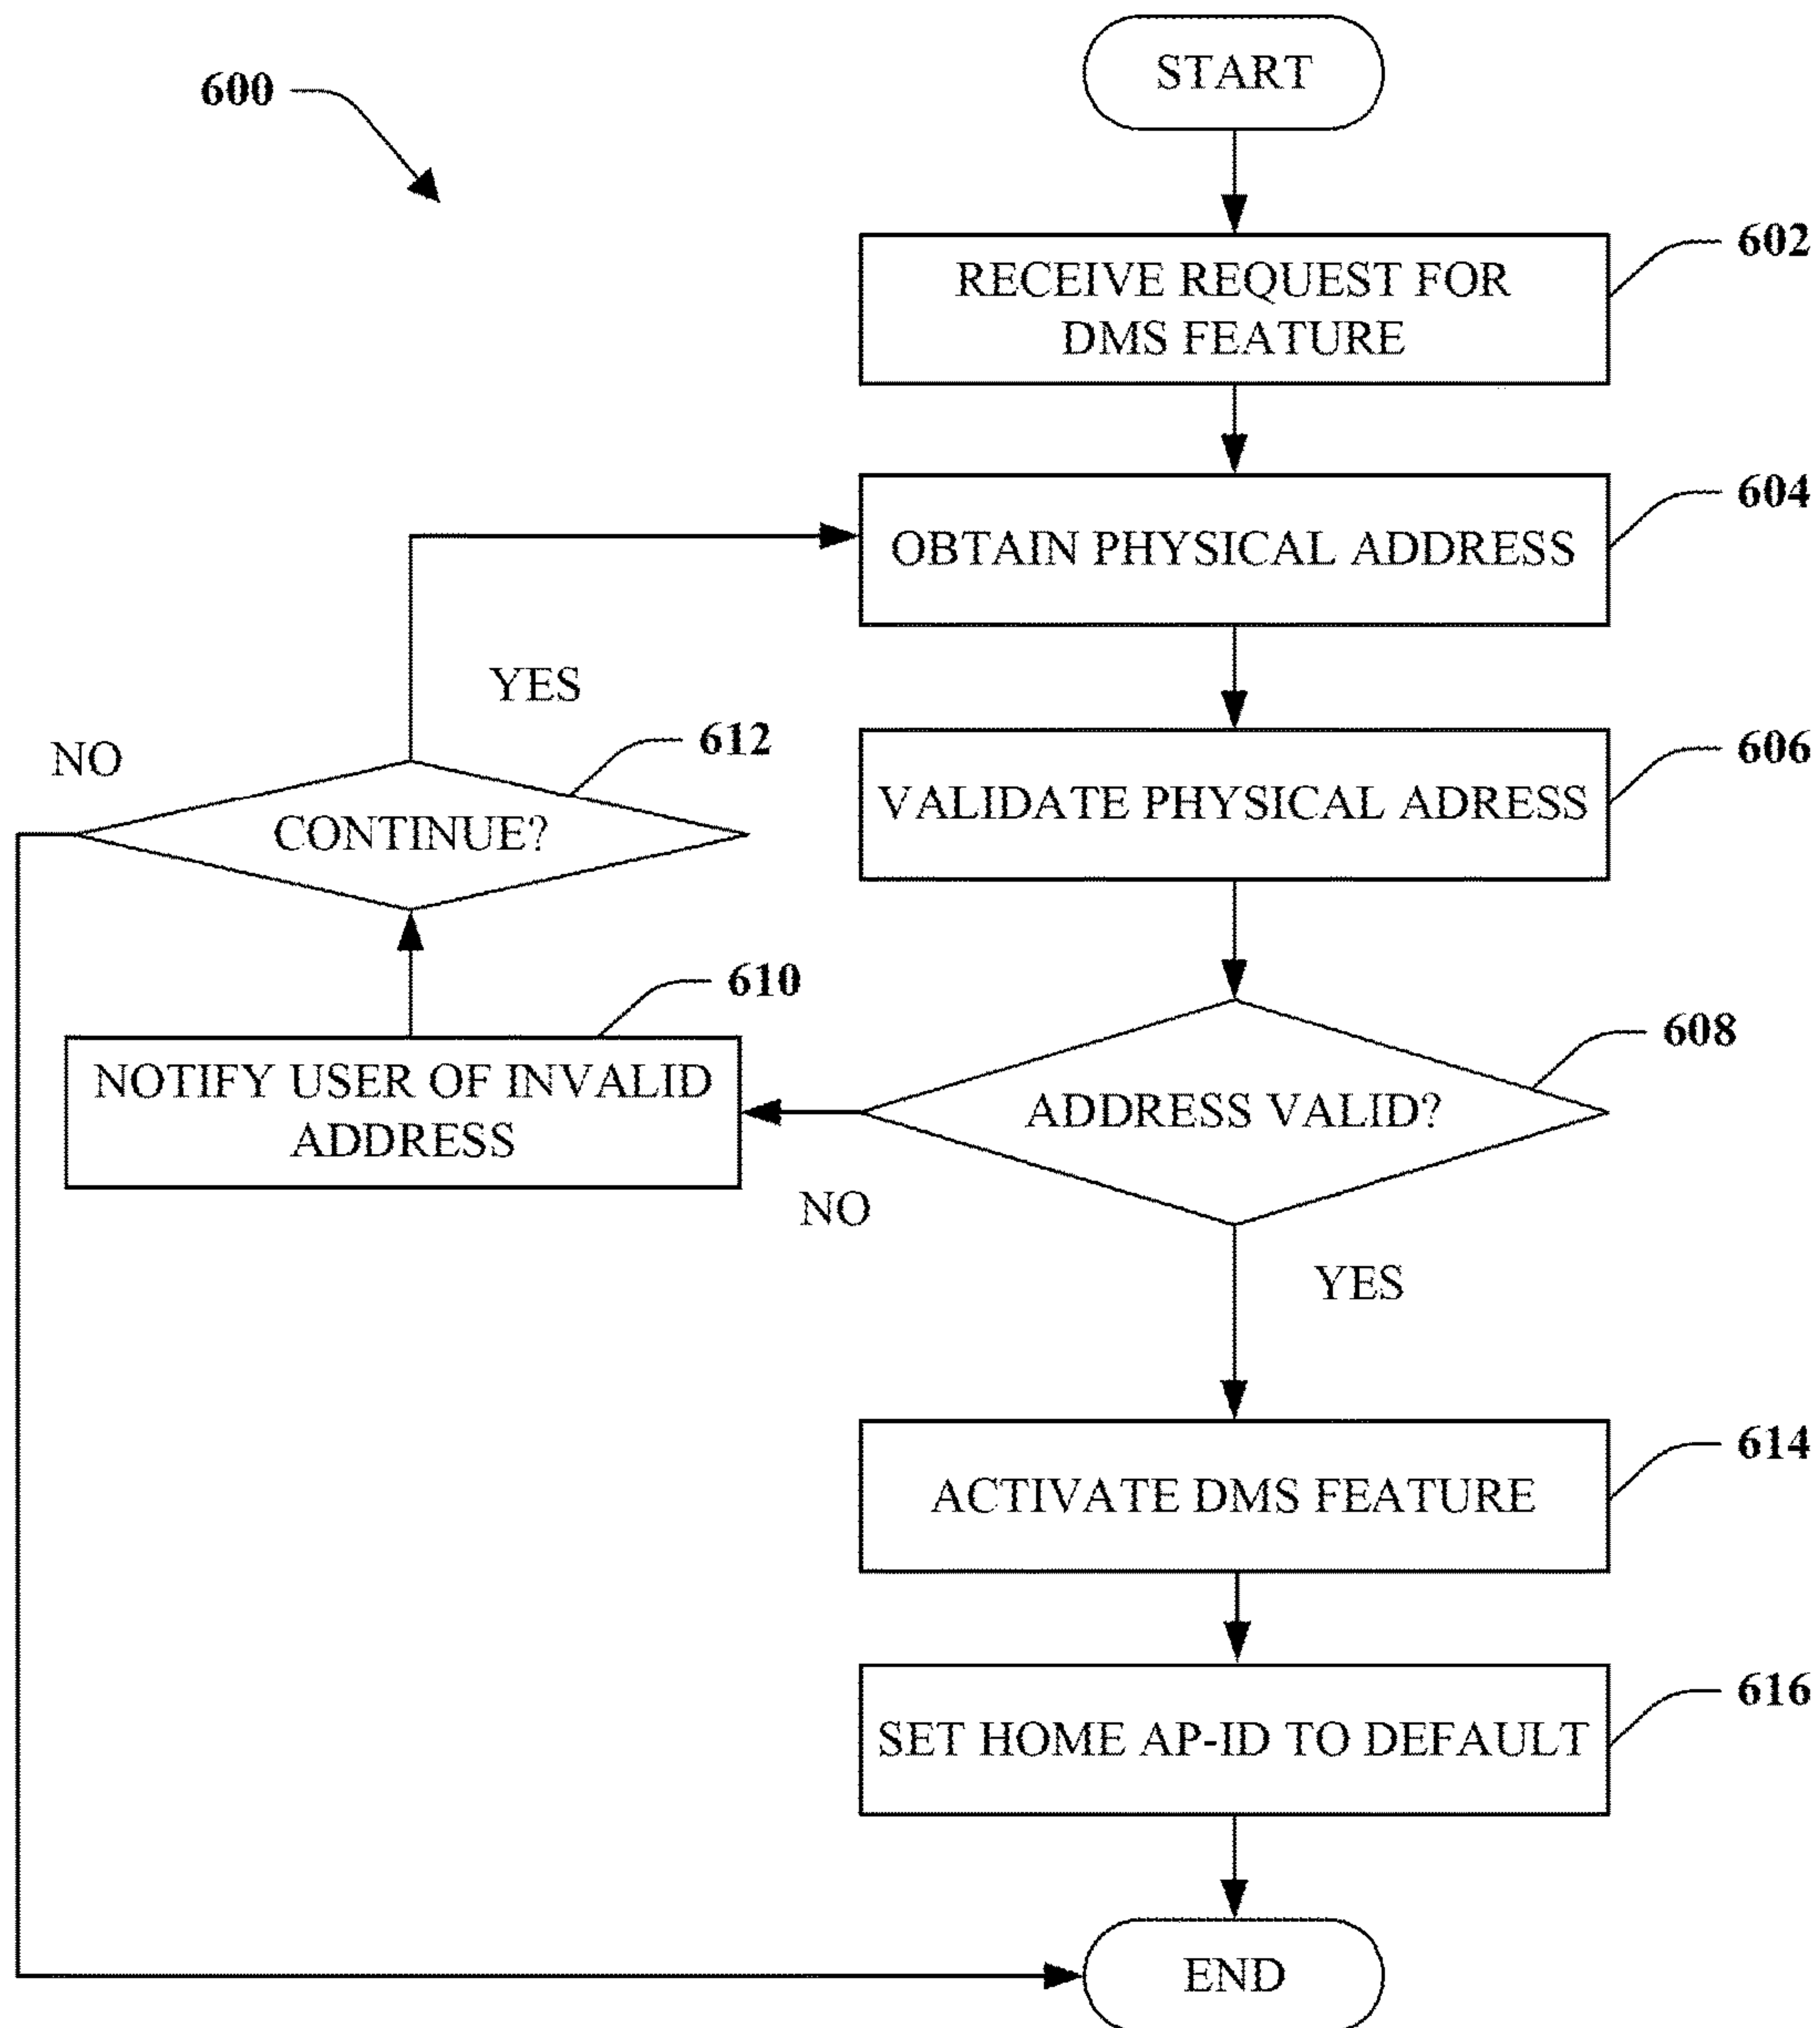 START
600
602
RECEIVE REQUEST FOR
DMS FEATURE
604
OBTAIN PHYSICAL ADDRESS
YES
612
606
NO
VALIDATE PHYSICAL ADRESS
CONTINUE?
610
608
NOTIFY USER OF INVALID
ADDRESS
ADDRESS VALID?
NO
YES
614
ACTIVATE DMS FEATURE
616
SET HOME AP-ID TO DEFAULT
END